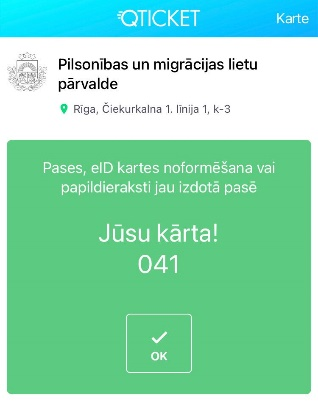 QTICKET
Karte
Pilsonības un migrācijas lietu
pārvalde
Rīga, Čiekurkalna 1. līnija 1, k-3
Pases, eID kartes noformēšana vai
papildieraksti jau izdotā pasē
Jūsu kārta!
041
OK